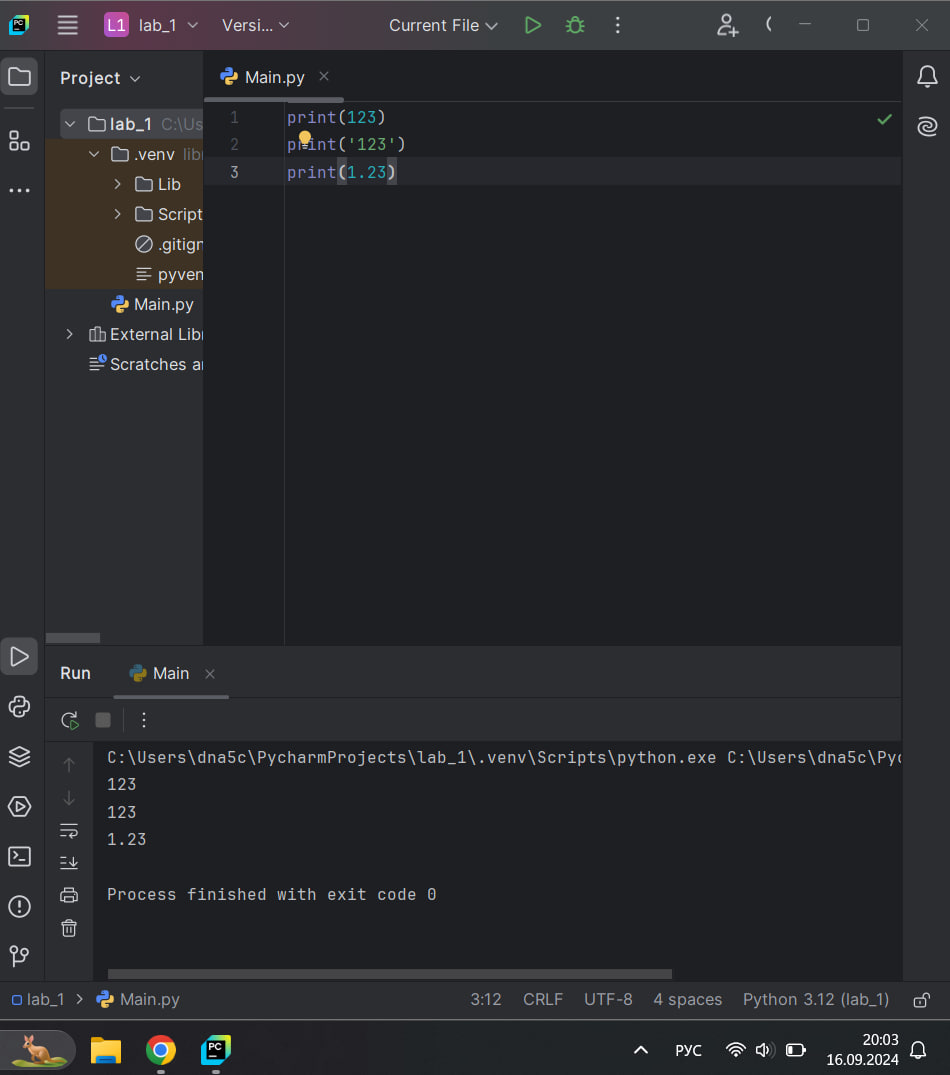 L1 lab_1 Versi... Current File
Project
Main.py
lab_1 C:\Us
.venv lib
Lib
Script
.gitign
pyven
Main.py
External Lib
Scratches a
1 print(123)
2 print('123')
3 print(1.23)
Run Main
C:\Users\dna5c\PycharmProjects\lab_1\.venv\Scripts\python.exe C:\Users\dna5c\Pyc
123
123
1.23
Process finished with exit code 0
lab_1 > Main.py 3:12 CRLF UTF-8 4 spaces Python 3.12 (lab_1)
РУС
20:03
16.09.2024